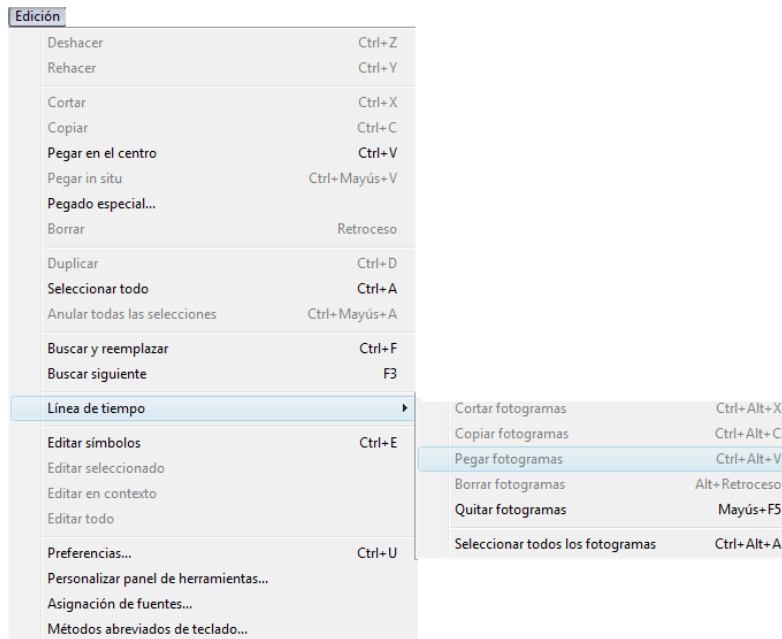 Edición
Deshacer Ctrl+Z
Rehacer Ctrl+Y
Cortar Ctrl+X
Copiar Ctrl+C
Pegar en el centro Ctrl+V
Pegar in situ Ctrl+Mayús+V
Pegado especial...
Borrar Retroceso
Duplicar Ctrl+D
Seleccionar todo Ctrl+A
Anular todas las selecciones Ctrl+Mayús+A
Buscar y reemplazar Ctrl+F
Buscar siguiente F3
Línea de tiempo
Editar símbolos Ctrl+E
Editar seleccionado
Editar en contexto
Editar todo
Preferencias... Ctrl+U
Personalizar panel de herramientas...
Asignación de fuentes...
Métodos abreviados de teclado...
Cortar fotogramas Ctrl+Alt+X
Copiar fotogramas Ctrl+Alt+C
Pegar fotogramas Ctrl+Alt+V
Borrar fotogramas Alt+Retroceso
Quitar fotogramas Mayús+F5
Seleccionar todos los fotogramas Ctrl+Alt+A